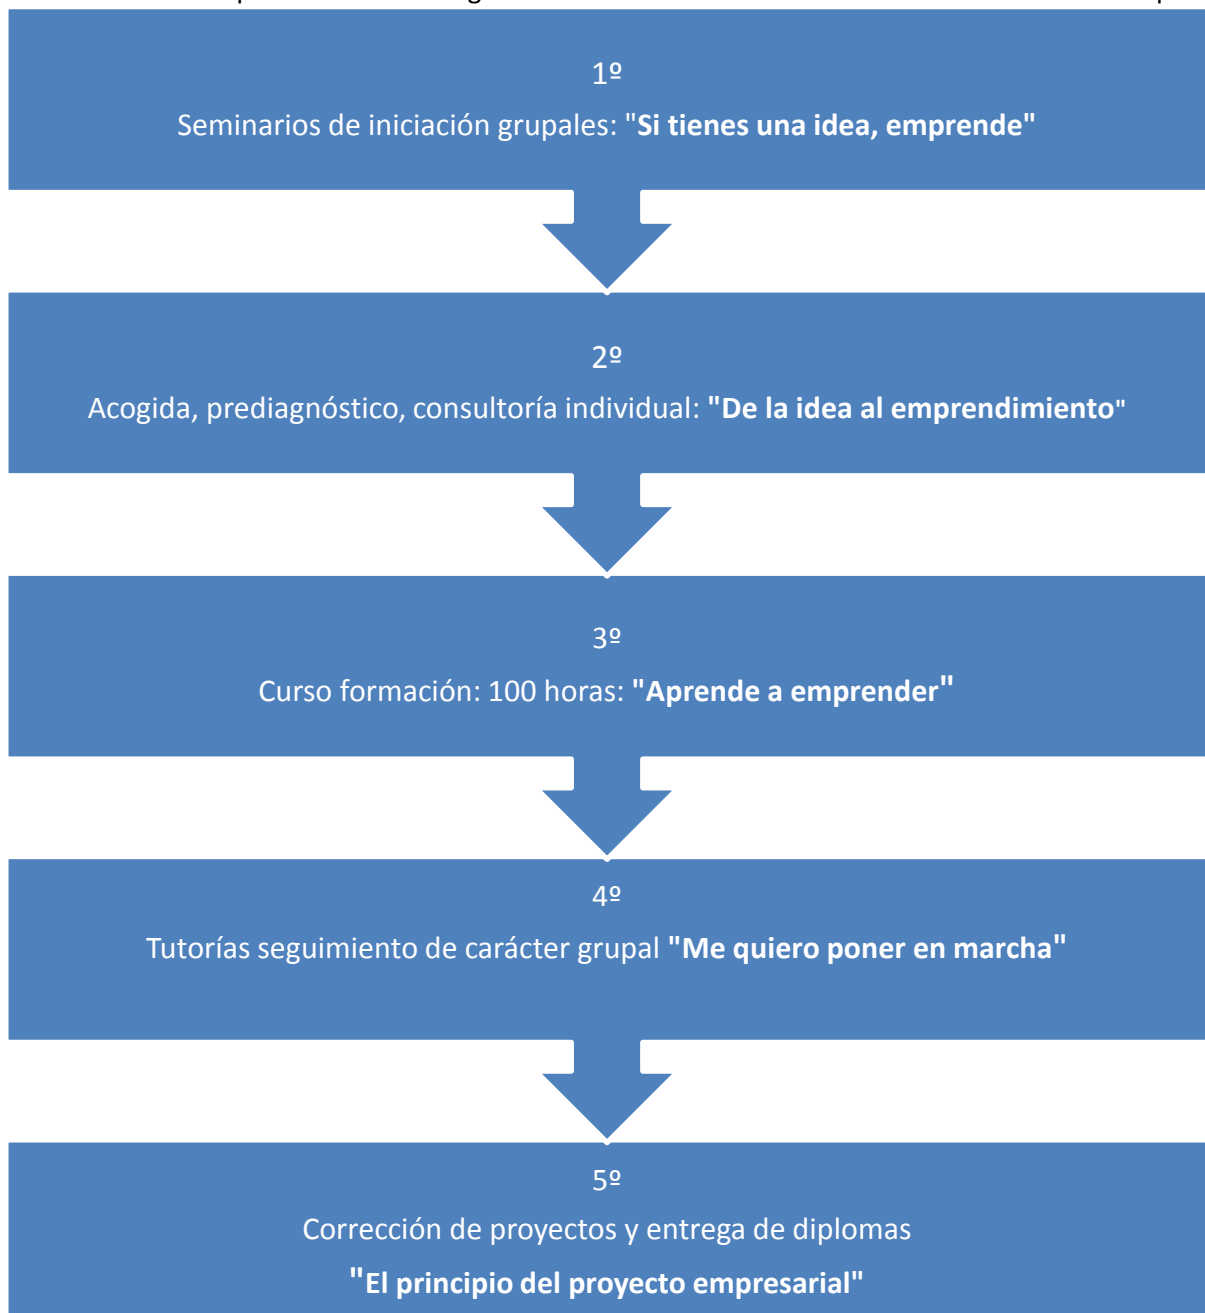 1º
Seminarios de iniciación grupales: "Si tienes una idea, emprende"
2º
Acogida, prediagnóstico, consultoría individual: "De la idea al emprendimiento"
3º
Curso formación: 100 horas: "Aprende a emprender"
4º
Tutorías seguimiento de carácter grupal "Me quiero poner en marcha"
5º
Corrección de proyectos y entrega de diplomas
"El principio del proyecto empresarial"